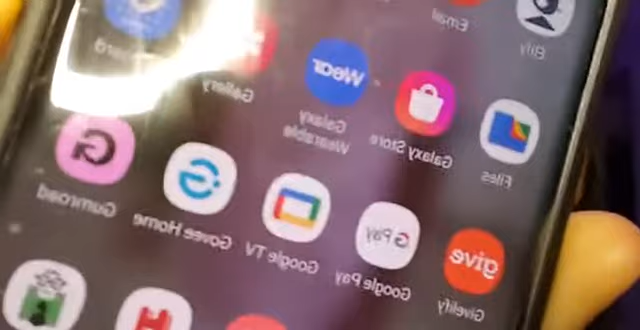 Email
Files
Galaxy Store
Wear
Galaxy
Wearable
Gallery
give
Givelify
G Pay
Google Pay
Google TV
Govee Home
Gumroad